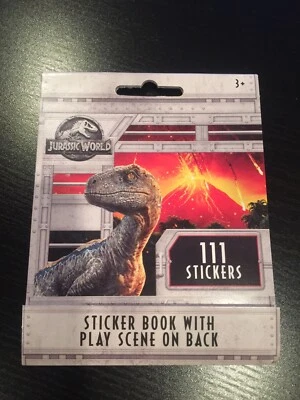 3+
JURASSIC WORLD
111
STICKERS
STICKER BOOK WITH
PLAY SCENE ON BACK